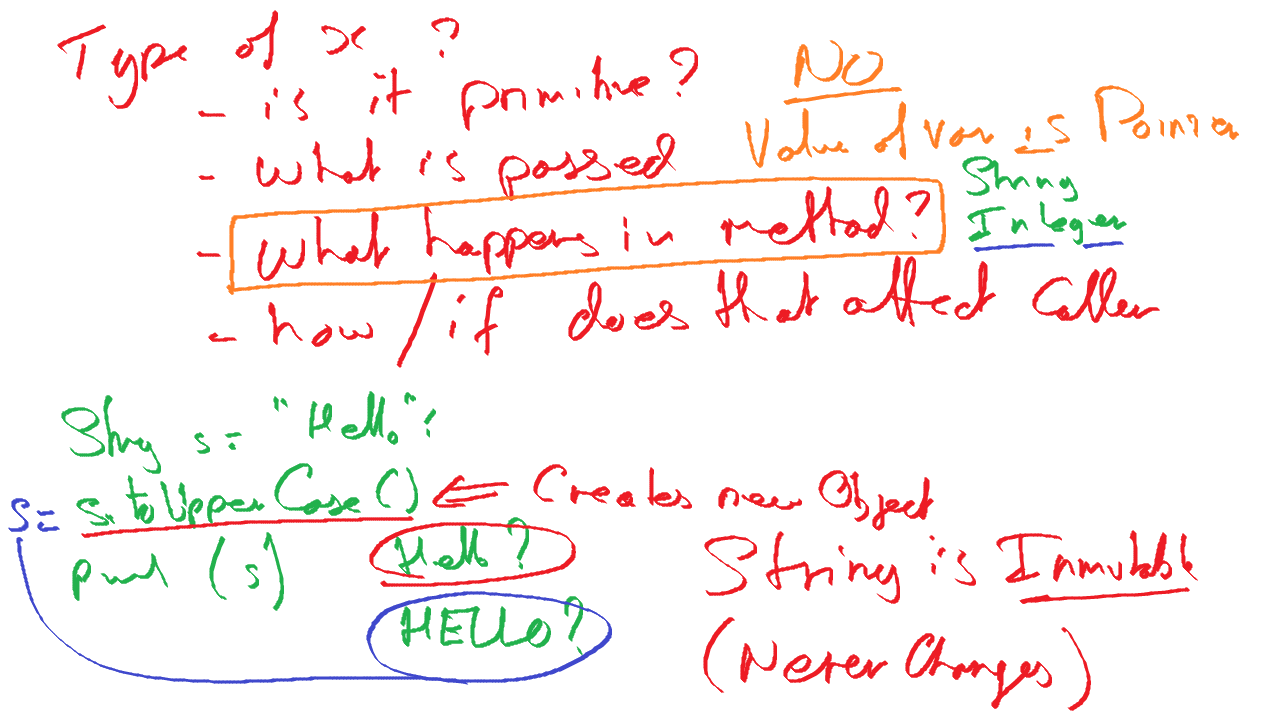 Type of x ?
- is it primitive?
NO
Value of var is Pointer
- what is passed
String
Integer
- what happens in method?
- how / if does that affect Caller
String s = "Hello";
s = s.toUpperCase() ⇐ Creates new Object
print (s)
Hello?
HELLO?
String is Inmutable
(Never Changes)